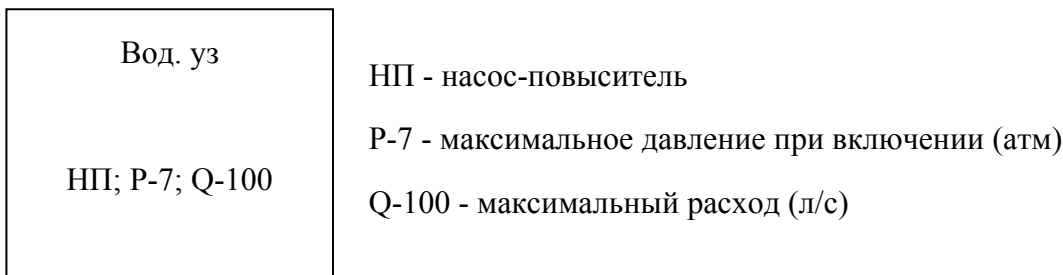 Вод. уз
НП; Р-7; Q-100
НП - насос-повыситель
Р-7 - максимальное давление при включении (атм)
Q-100 - максимальный расход (л/с)